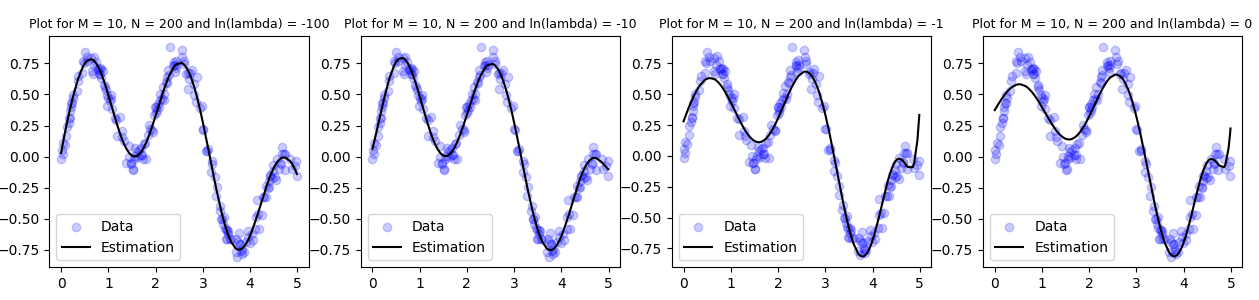 Plot for M = 10, N = 200 and ln(lambda) = -100
0.75
0.50
0.25
0.00
−0.25
−0.50
−0.75
0 1 2 3 4 5
Data
Estimation
Plot for M = 10, N = 200 and ln(lambda) = -10
0.75
0.50
0.25
0.00
−0.25
−0.50
−0.75
0 1 2 3 4 5
Data
Estimation
Plot for M = 10, N = 200 and ln(lambda) = -1
0.75
0.50
0.25
0.00
−0.25
−0.50
−0.75
0 1 2 3 4 5
Data
Estimation
Plot for M = 10, N = 200 and ln(lambda) = 0
0.75
0.50
0.25
0.00
−0.25
−0.50
−0.75
0 1 2 3 4 5
Data
Estimation